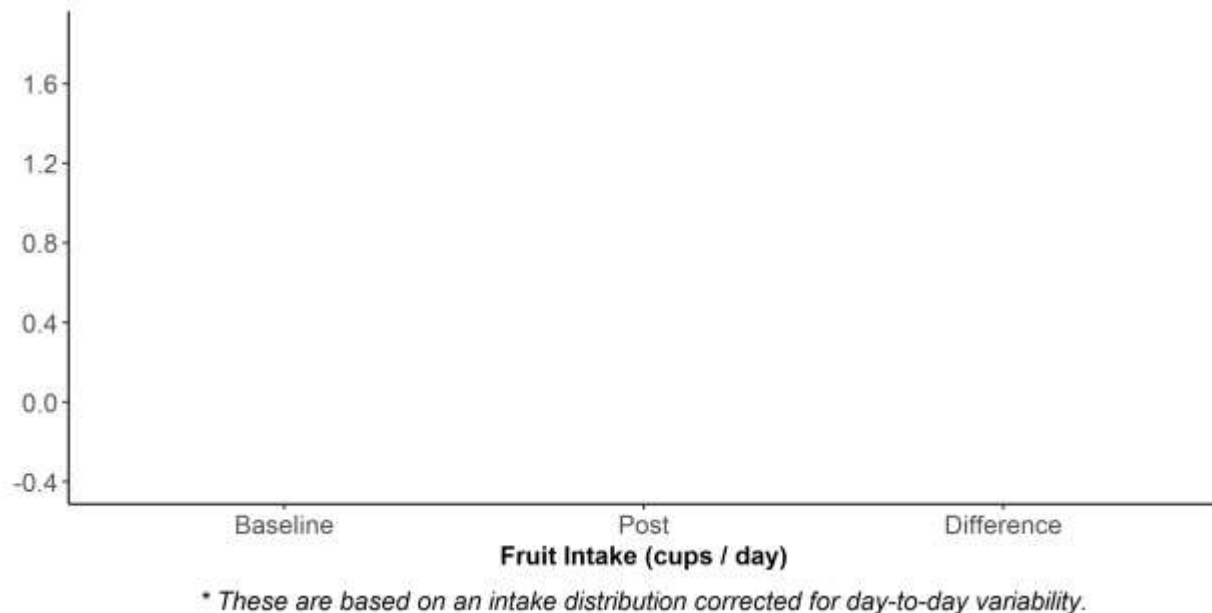 1.6
1.2
0.8
0.4
0.0
-0.4
Baseline Post Difference
Fruit Intake (cups / day)
* These are based on an intake distribution corrected for day-to-day variability.